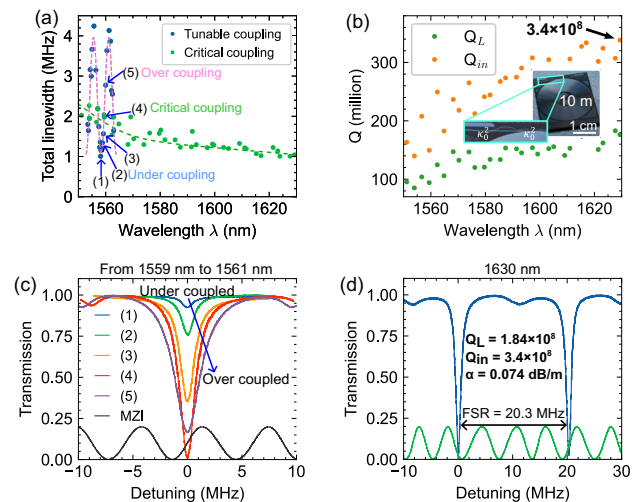 (a)
Tunable coupling
Critical coupling
(5) Over coupling
(4) Critical coupling
(3)
(2)
(1) Under coupling
Total linewidth (MHz)
4
3
2
1
0
1560 1580 1600 1620
Wavelength λ (nm)
(b)
3.4×10⁸
Q_L
Q_in
10 m
1 cm
κ₀² κ₀²
Q (million)
300
200
100
1560 1580 1600 1620
Wavelength λ (nm)
(c) From 1559 nm to 1561 nm
Under coupled
Over coupled
(1)
(2)
(3)
(4)
(5)
MZI
Transmission
1.00
0.75
0.50
0.25
0
-10 -5 0 5 10
Detuning (MHz)
(d) 1630 nm
Q_L = 1.84×10⁸
Q_in = 3.4×10⁸
α = 0.074 dB/m
FSR = 20.3 MHz
Transmission
1.00
0.75
0.50
0.25
0.00
-10 0 10 20 30
Detuning (MHz)